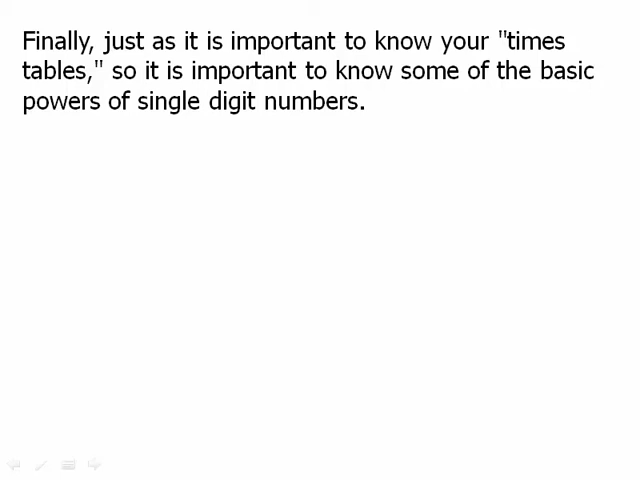 Finally, just as it is important to know your "times
tables," so it is important to know some of the basic
powers of single digit numbers.